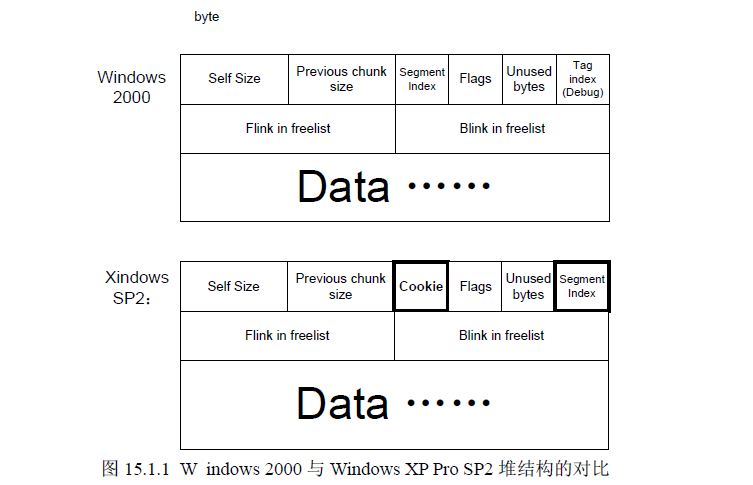 byte
Windows 2000
Self Size
Previous chunk size
Segment Index
Flags
Unused bytes
Tag index (Debug)
Flink in freelist
Blink in freelist
Data ······
Xindows SP2:
Self Size
Previous chunk size
Cookie
Flags
Unused bytes
Segment Index
Flink in freelist
Blink in freelist
Data ······
图 15.1.1 W indows 2000 与 Windows XP Pro SP2 堆结构的对比